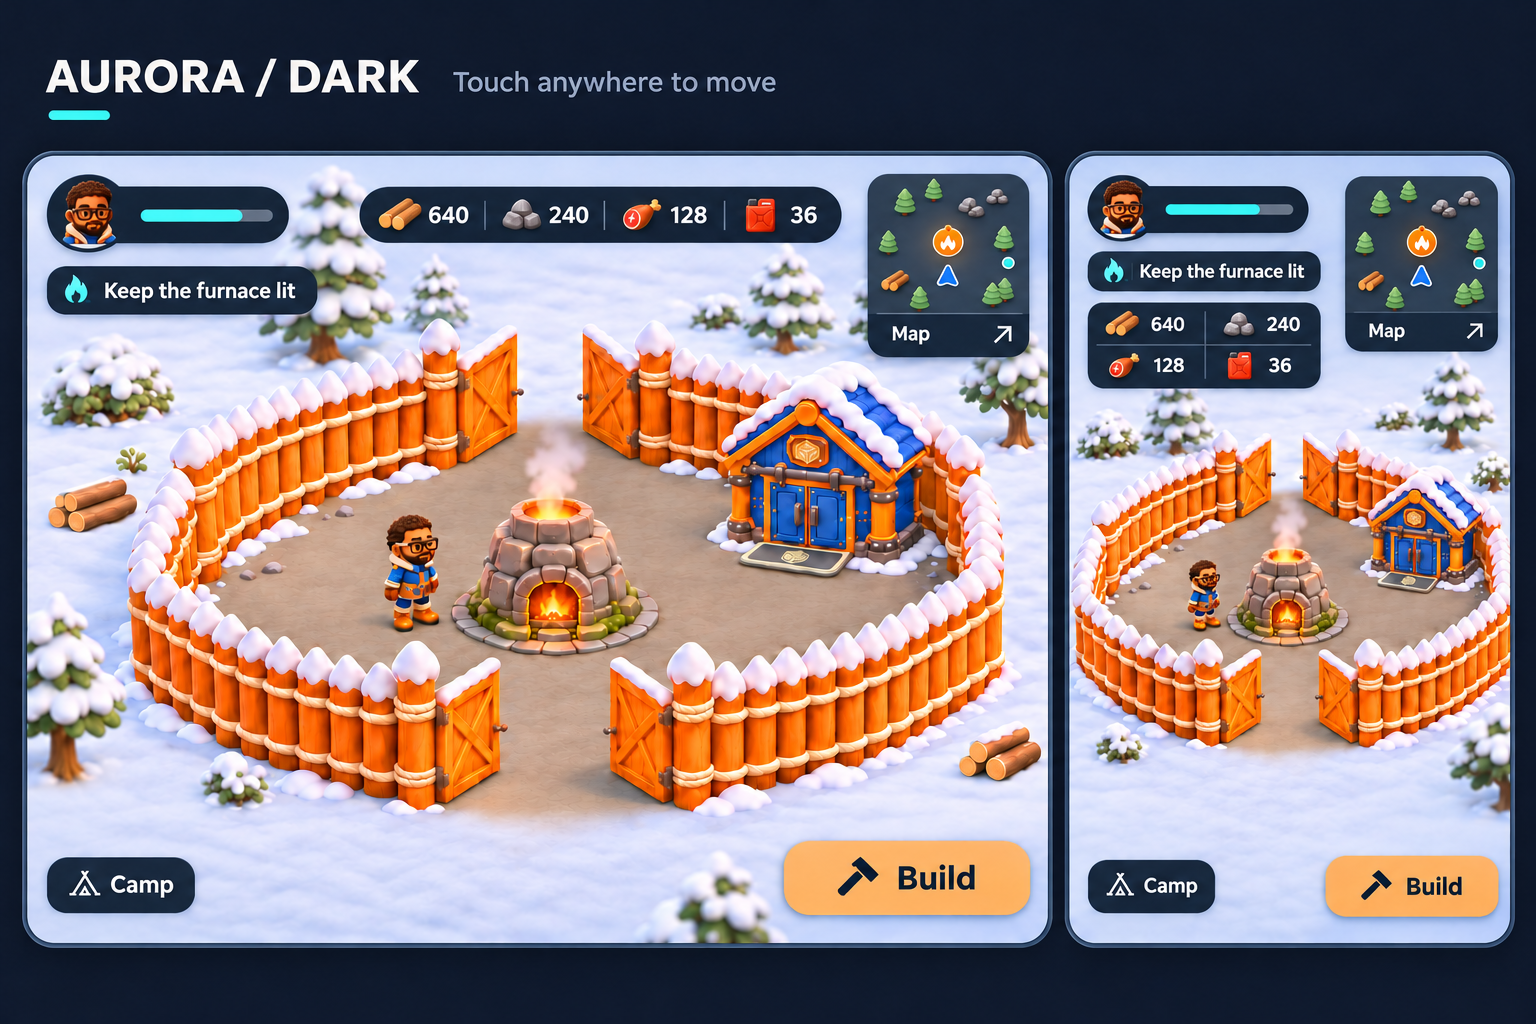 AURORA / DARK
Touch anywhere to move
640
240
128
36
Keep the furnace lit
Map
Camp
Build
Keep the furnace lit
640
240
128
36
Map
Camp
Build